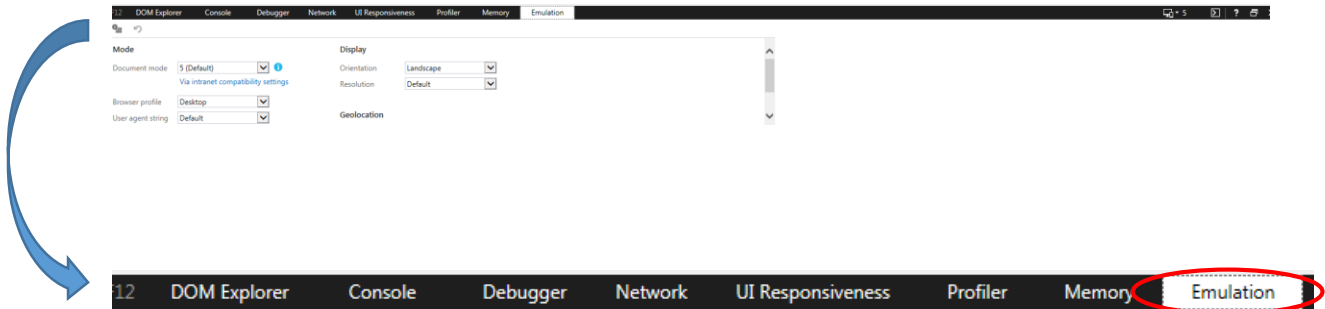 F12 DOM Explorer Console Debugger Network UI Responsiveness Profiler Memory Emulation 5 ?
Mode Display
Document mode 5 (Default) Orientation Landscape
Via intranet compatibility settings Resolution Default
Browser profile Desktop
User agent string Default Geolocation
F12 DOM Explorer Console Debugger Network UI Responsiveness Profiler Memory Emulation